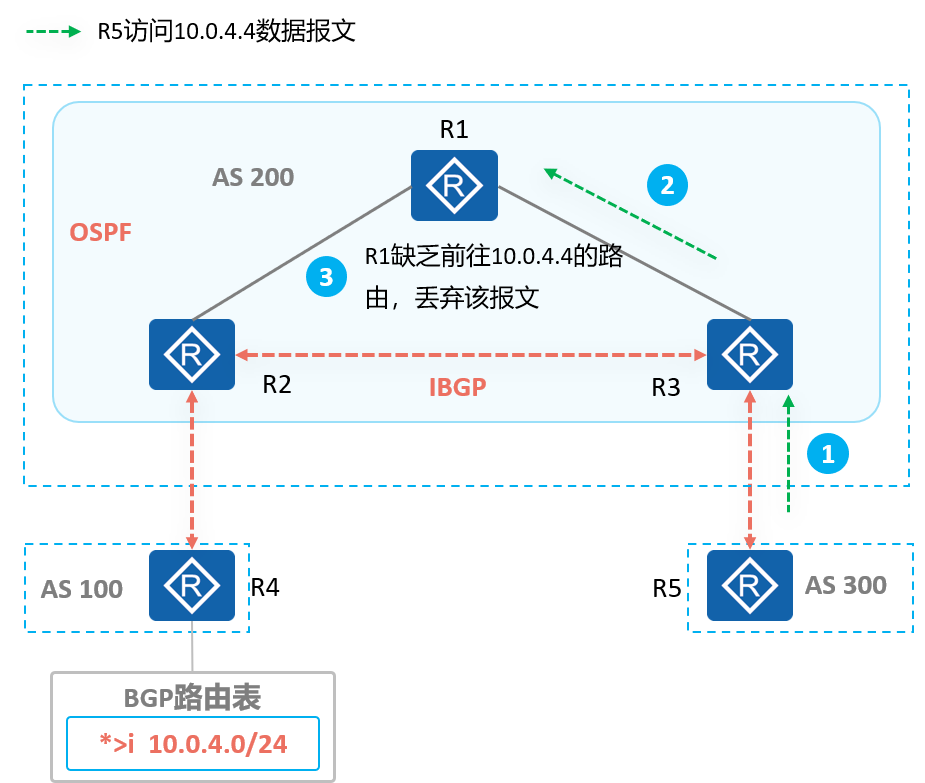 R5访问10.0.4.4数据报文
R1
R
AS 200
2
OSPF
3
R1缺乏前往10.0.4.4的路
由，丢弃该报文
R
R
R2
IBGP
R3
1
AS 100
R
R4
R5
R
AS 300
BGP路由表
*>i 10.0.4.0/24